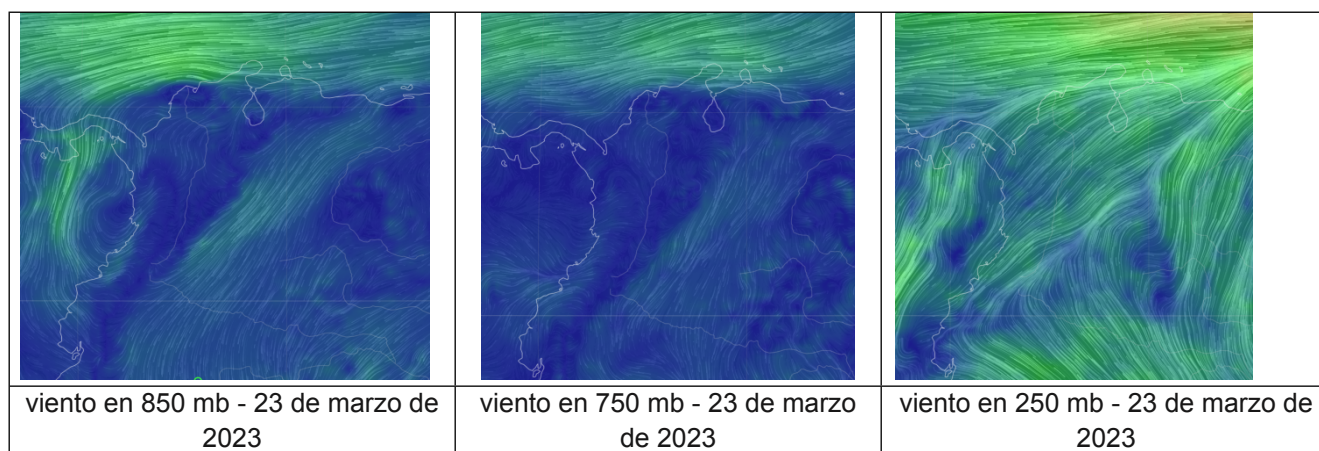 viento en 850 mb - 23 de marzo de
2023
viento en 750 mb - 23 de marzo
de 2023
viento en 250 mb - 23 de marzo de
2023